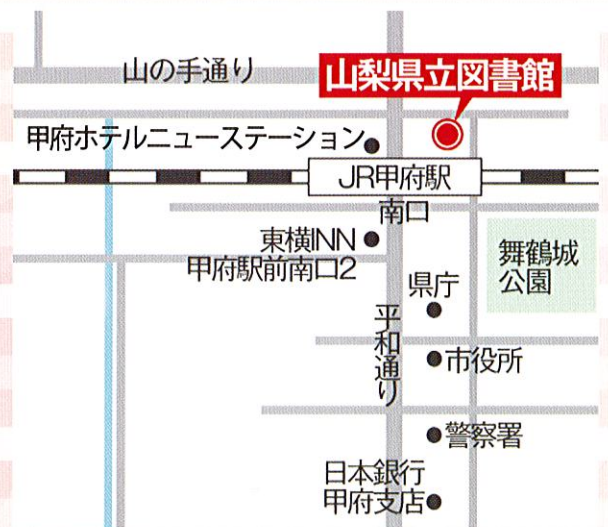 山の手通り
山梨県立図書館
甲府ホテルニューステーション
JR甲府駅
南口
東横INN
甲府駅前南口2
舞鶴城
公園
県庁
平和通り
市役所
警察署
日本銀行
甲府支店